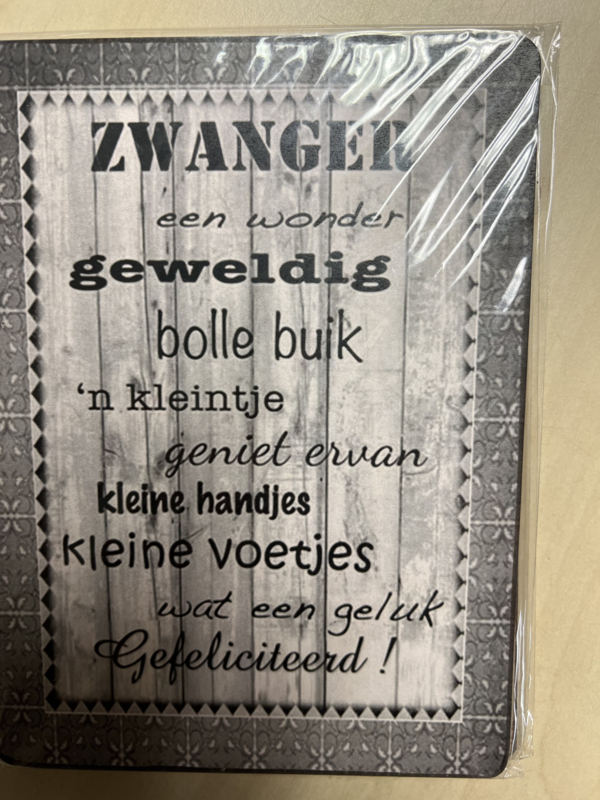 ZWANGER
een wonder
geweldig
bolle buik
‘n kleintje
geniet ervan
kleine handjes
kleine voetjes
wat een geluk
Gefeliciteerd !